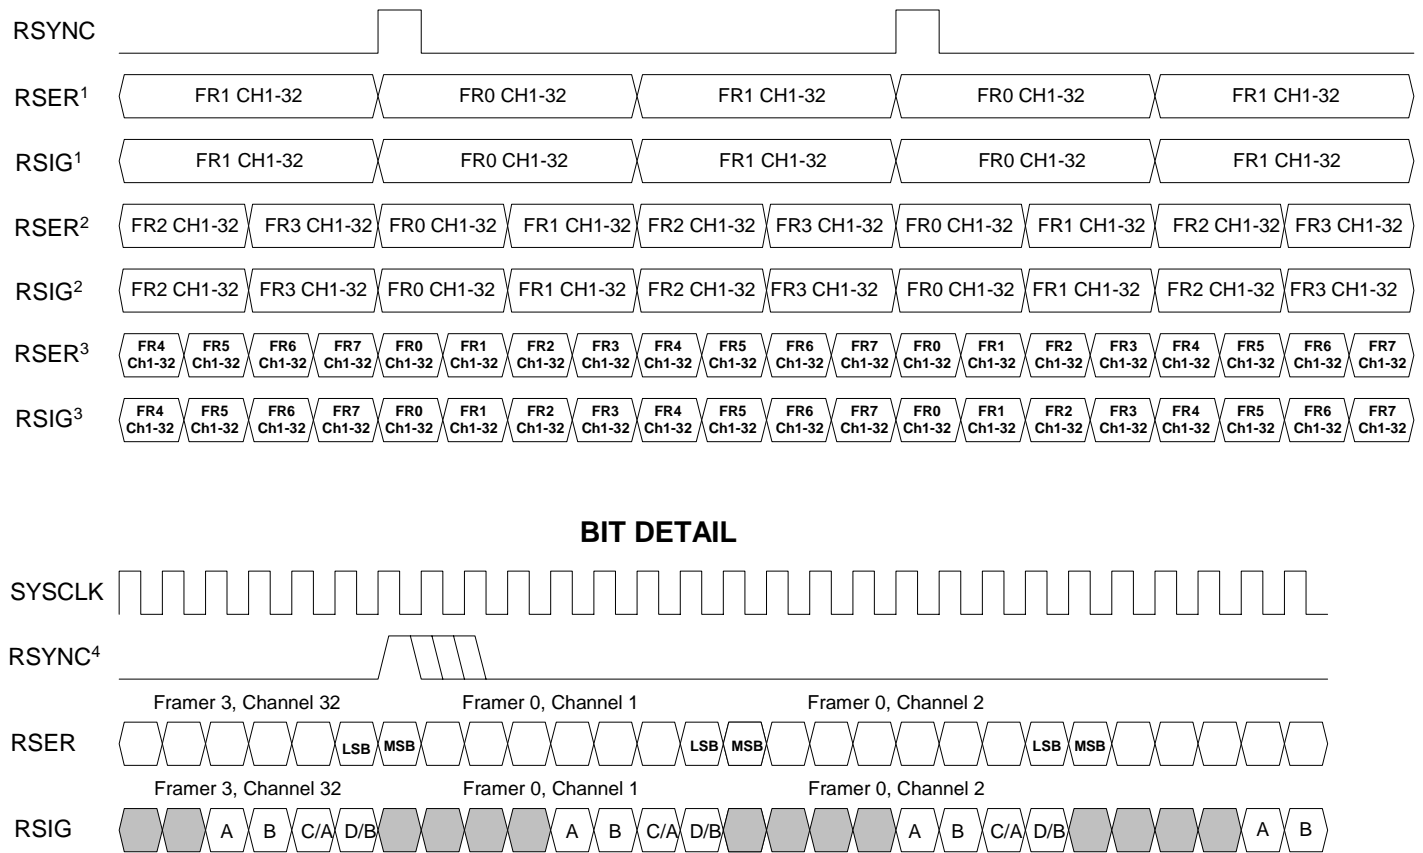 RSYNC
RSER¹ FR1 CH1-32 FR0 CH1-32 FR1 CH1-32 FR0 CH1-32 FR1 CH1-32
RSIG¹ FR1 CH1-32 FR0 CH1-32 FR1 CH1-32 FR0 CH1-32 FR1 CH1-32
RSER² FR2 CH1-32 FR3 CH1-32 FR0 CH1-32 FR1 CH1-32 FR2 CH1-32 FR3 CH1-32 FR0 CH1-32 FR1 CH1-32 FR2 CH1-32 FR3 CH1-32
RSIG² FR2 CH1-32 FR3 CH1-32 FR0 CH1-32 FR1 CH1-32 FR2 CH1-32 FR3 CH1-32 FR0 CH1-32 FR1 CH1-32 FR2 CH1-32 FR3 CH1-32
RSER³ FR4 Ch1-32 FR5 Ch1-32 FR6 Ch1-32 FR7 Ch1-32 FR0 Ch1-32 FR1 Ch1-32 FR2 Ch1-32 FR3 Ch1-32 FR4 Ch1-32 FR5 Ch1-32 FR6 Ch1-32 FR7 Ch1-32 FR0 Ch1-32 FR1 Ch1-32 FR2 Ch1-32 FR3 Ch1-32 FR4 Ch1-32 FR5 Ch1-32 FR6 Ch1-32 FR7 Ch1-32
RSIG³ FR4 Ch1-32 FR5 Ch1-32 FR6 Ch1-32 FR7 Ch1-32 FR0 Ch1-32 FR1 Ch1-32 FR2 Ch1-32 FR3 Ch1-32 FR4 Ch1-32 FR5 Ch1-32 FR6 Ch1-32 FR7 Ch1-32 FR0 Ch1-32 FR1 Ch1-32 FR2 Ch1-32 FR3 Ch1-32 FR4 Ch1-32 FR5 Ch1-32 FR6 Ch1-32 FR7 Ch1-32
BIT DETAIL
SYSCLK
RSYNC⁴
Framer 3, Channel 32 Framer 0, Channel 1 Framer 0, Channel 2
RSER LSB MSB LSB MSB LSB MSB
Framer 3, Channel 32 Framer 0, Channel 1 Framer 0, Channel 2
RSIG A B C/A D/B A B C/A D/B A B C/A D/B A B